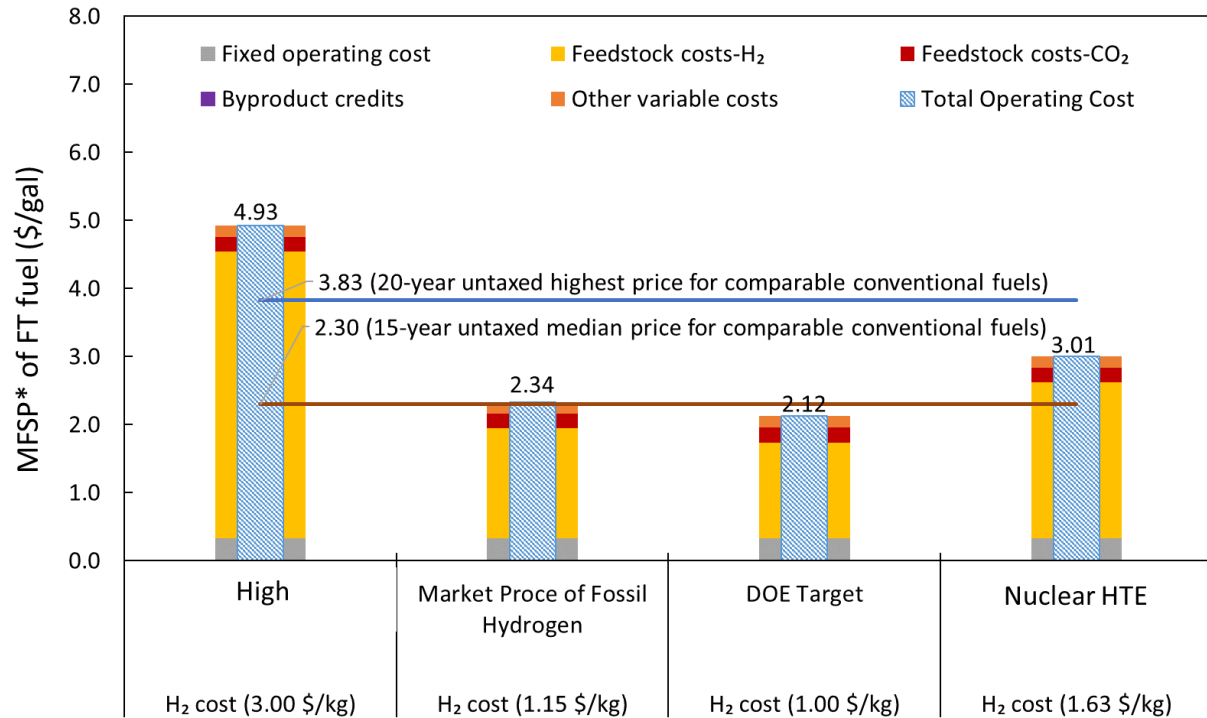 8.0
Fixed operating cost
Feedstock costs-H₂
Feedstock costs-CO₂
7.0
Byproduct credits
Other variable costs
Total Operating Cost
6.0
5.0
4.93
4.0
3.83 (20-year untaxed highest price for comparable conventional fuels)
2.30 (15-year untaxed median price for comparable conventional fuels)
3.0
3.01
2.34
2.12
2.0
1.0
0.0
MFSP* of FT fuel ($/gal)
High
Market Proce of Fossil
Hydrogen
DOE Target
Nuclear HTE
H₂ cost (3.00 $/kg)
H₂ cost (1.15 $/kg)
H₂ cost (1.00 $/kg)
H₂ cost (1.63 $/kg)